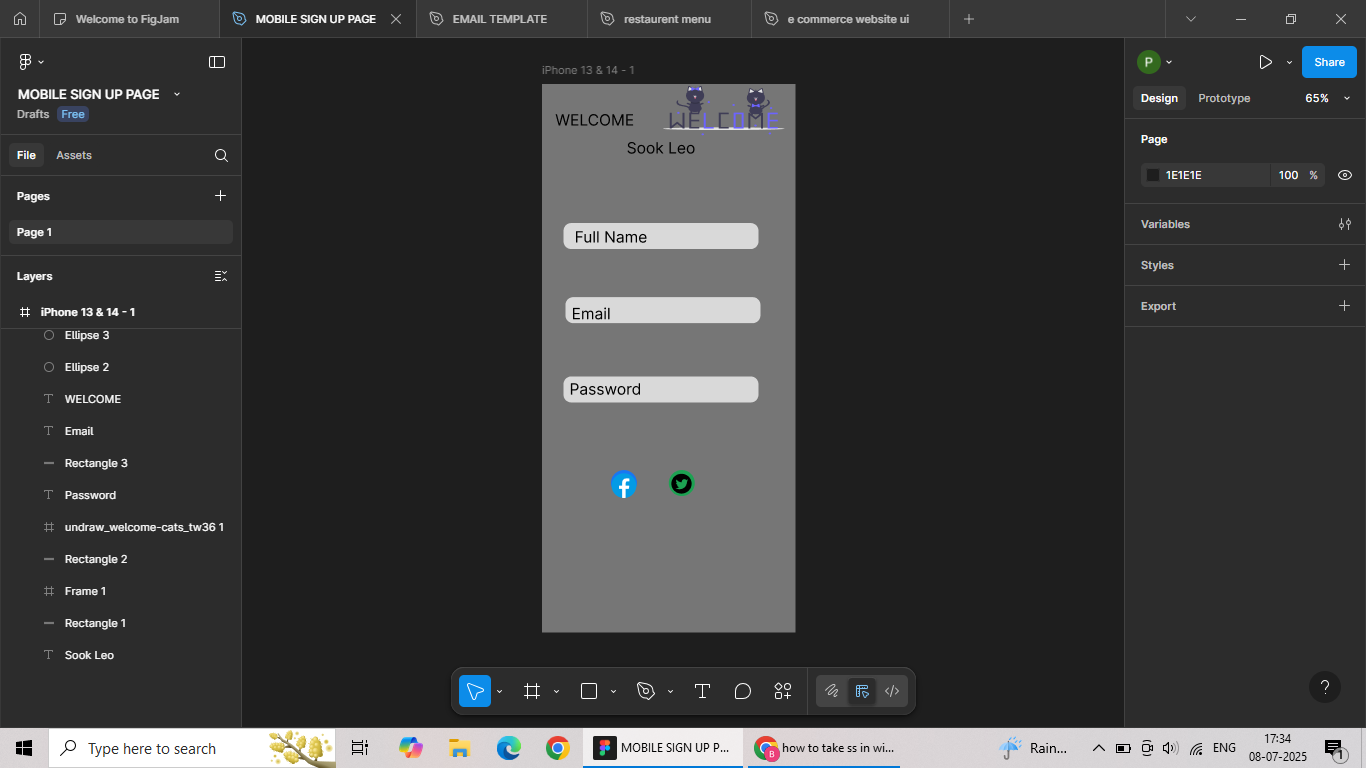 Welcome to FigJam
MOBILE SIGN UP PAGE
EMAIL TEMPLATE
restaurent menu
e commerce website ui
MOBILE SIGN UP PAGE
Drafts Free
File Assets
Pages
Page 1
Layers
iPhone 13 & 14 - 1
Ellipse 3
Ellipse 2
WELCOME
Email
Rectangle 3
Password
undraw_welcome-cats_tw36 1
Rectangle 2
Frame 1
Rectangle 1
Sook Leo
iPhone 13 & 14 - 1
WELCOME
WELCOME
Sook Leo
Full Name
Email
Password
P
Share
Design Prototype 65%
Page
1E1E1E 100 %
Variables
Styles
Export
?
Type here to search
MOBILE SIGN UP P...
B
how to take ss in wi...
Rain...
ENG
17:34
08-07-2025
1